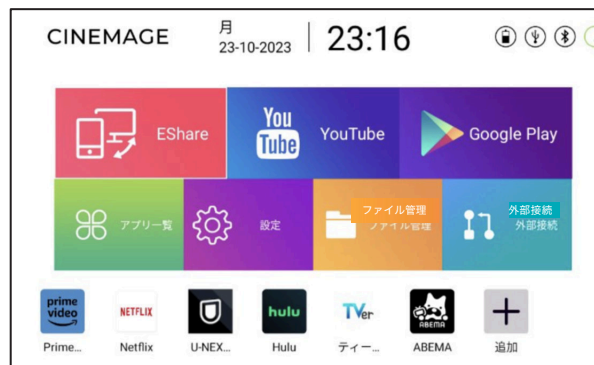 CINEMAGE
月
23-10-2023
23:16
EShare
You
Tube
YouTube
Google Play
アプリ一覧
設定
ファイル管理
ファイル管理
外部接続
外部接続
prime
video
NETFLIX
U
hulu
TVer
ABEMA
Prime...
Netflix
U-NEX...
Hulu
ティー...
ABEMA
追加